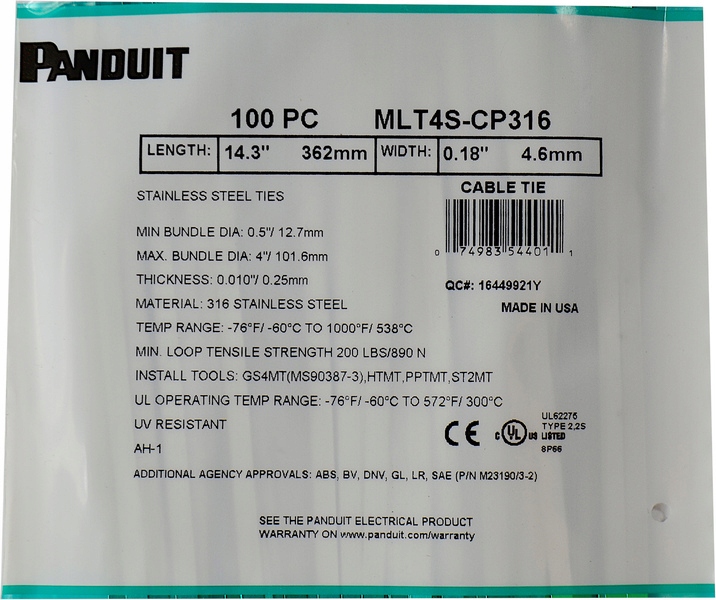 PANDUIT
100 PC MLT4S-CP316
LENGTH: 14.3" 362mm WIDTH: 0.18" 4.6mm
STAINLESS STEEL TIES
CABLE TIE
MIN BUNDLE DIA: 0.5"/ 12.7mm
MAX. BUNDLE DIA: 4"/ 101.6mm
0 74983 54401 1
THICKNESS: 0.010"/ 0.25mm
QC#: 16449921Y
MATERIAL: 316 STAINLESS STEEL
MADE IN USA
TEMP RANGE: -76°F/ -60°C TO 1000°F/ 538°C
MIN. LOOP TENSILE STRENGTH 200 LBS/890 N
INSTALL TOOLS: GS4MT(MS90387-3),HTMT,PPTMT,ST2MT
UL OPERATING TEMP RANGE: -76°F/ -60°C TO 572°F/ 300°C
UV RESISTANT
AH-1
CE
c UL us
UL62275
TYPE 2,2S
LISTED
8P66
ADDITIONAL AGENCY APPROVALS: ABS, BV, DNV, GL, LR, SAE (P/N M23190/3-2)
SEE THE PANDUIT ELECTRICAL PRODUCT
WARRANTY ON www.panduit.com/warranty